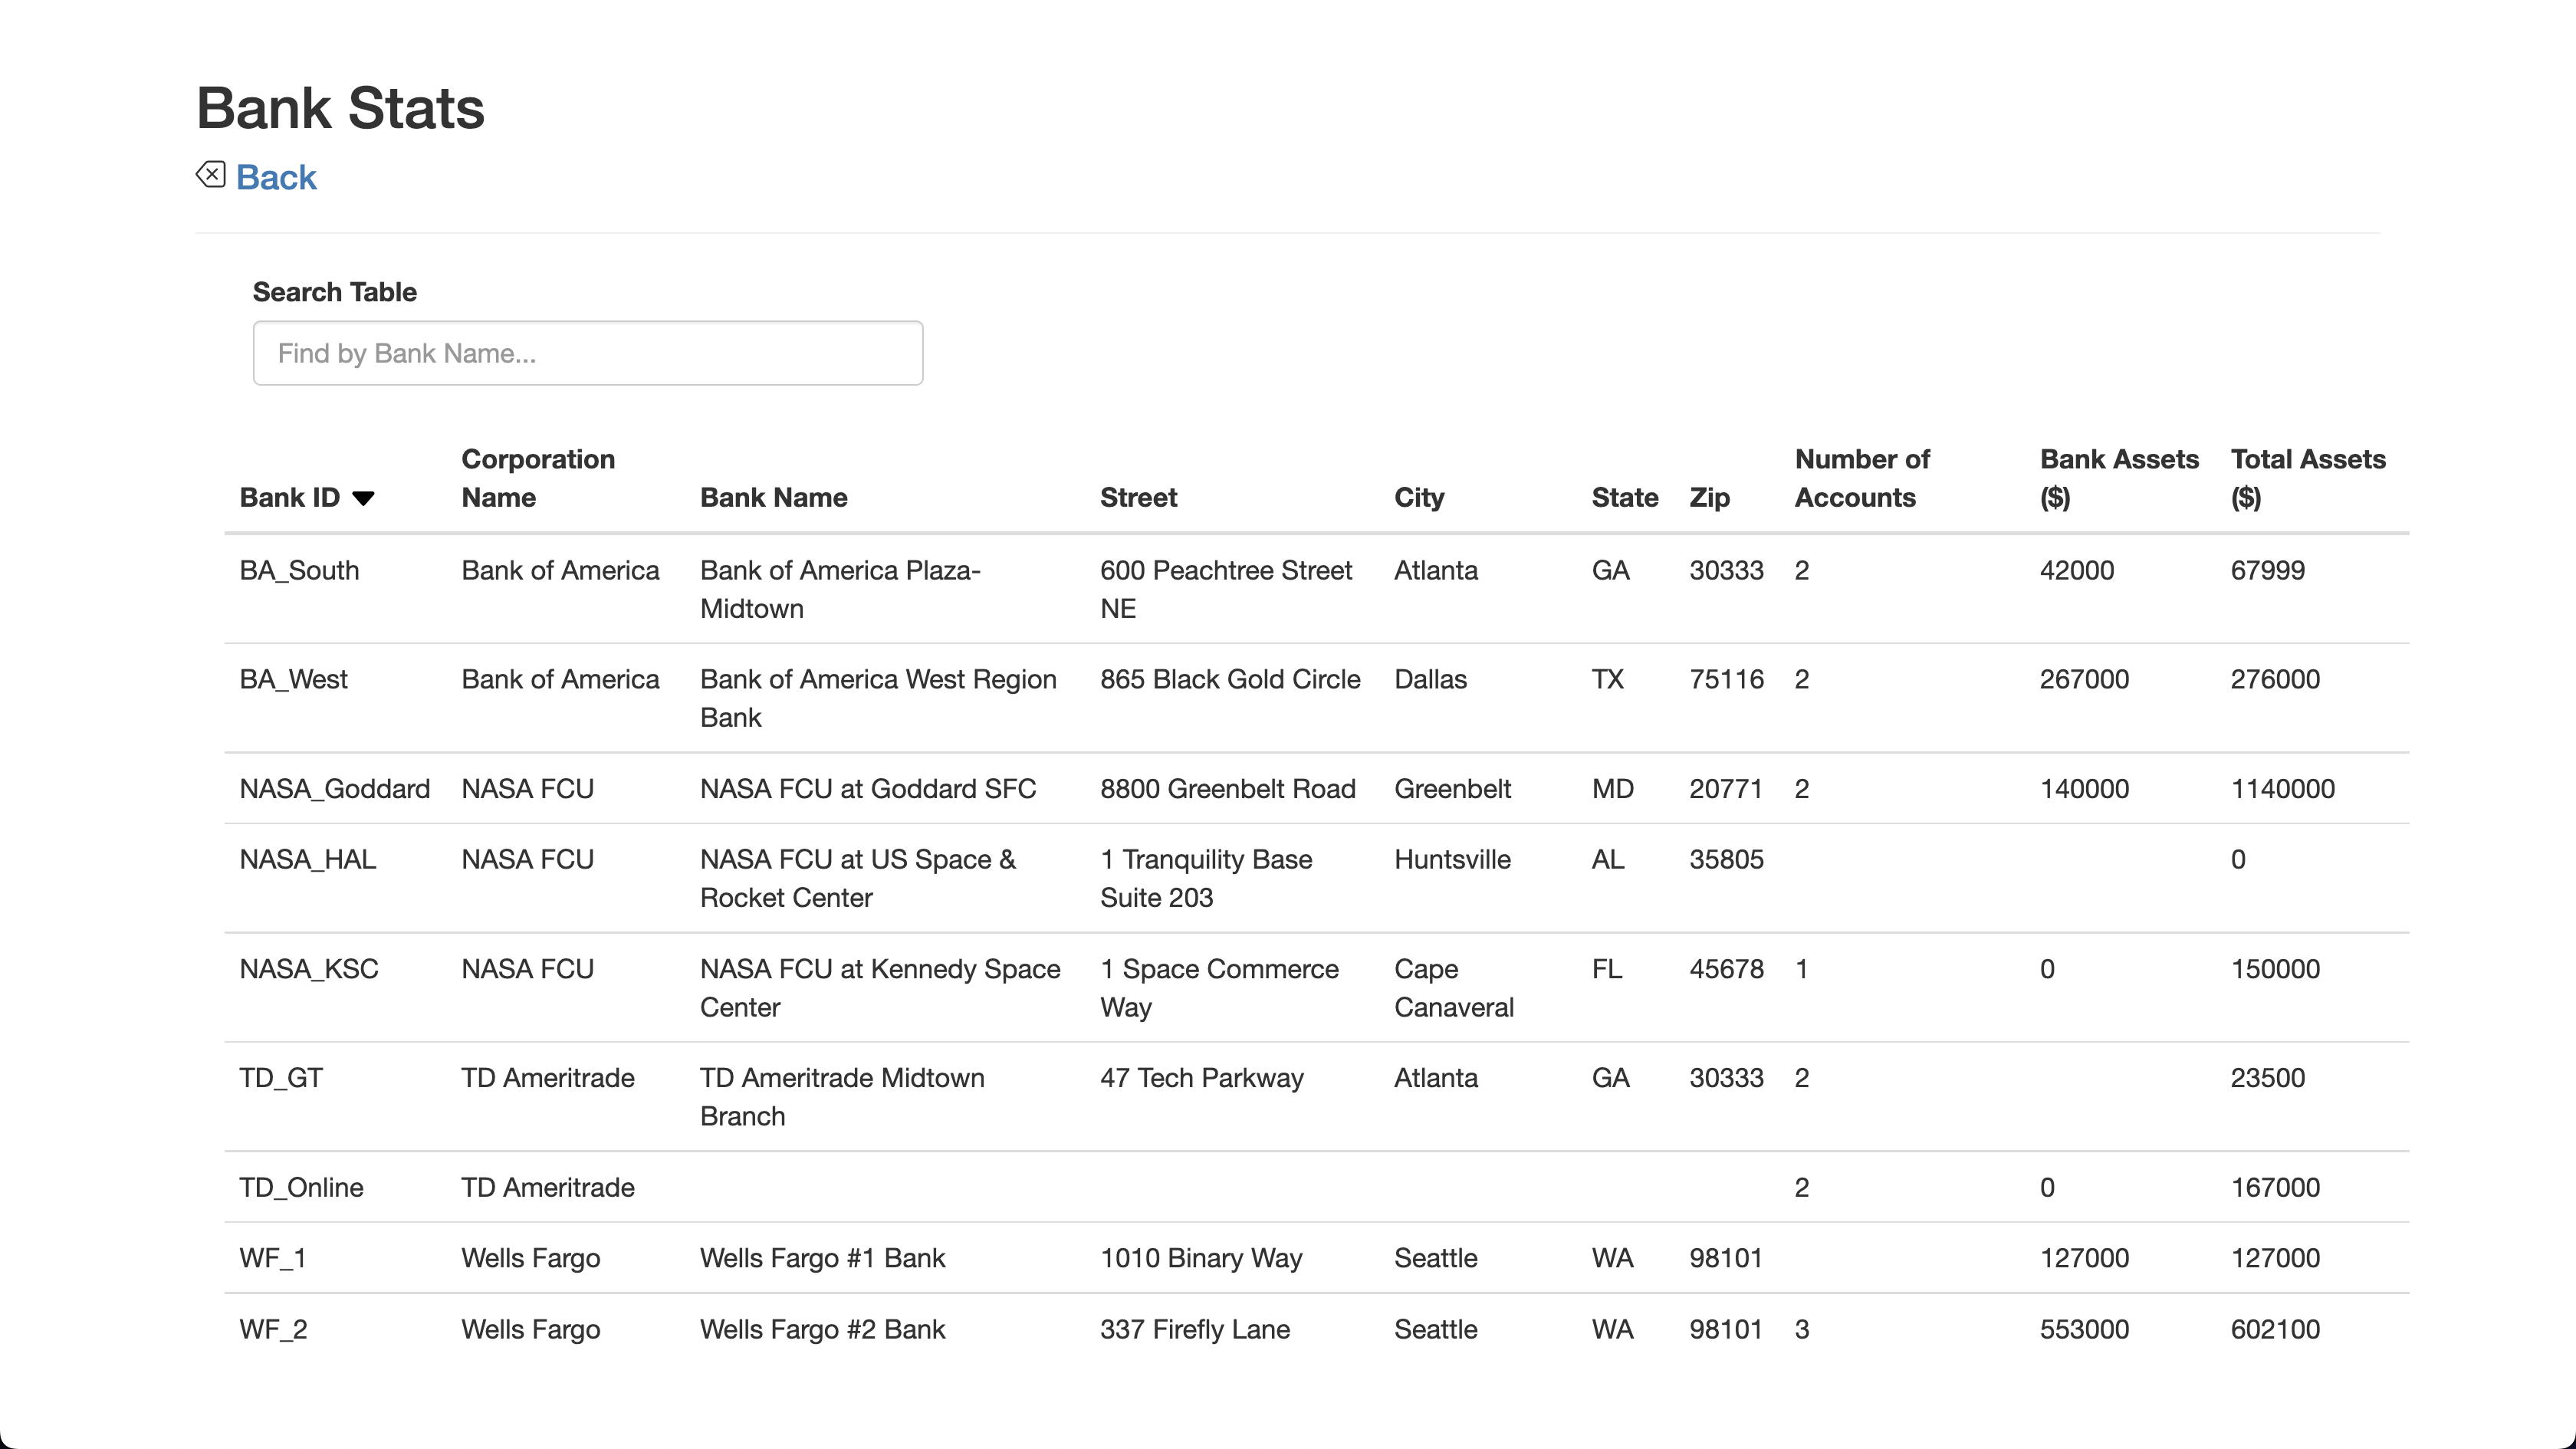 Bank Stats
Back
Search Table
Find by Bank Name...
Bank ID Corporation Name Bank Name Street City State Zip Number of Accounts Bank Assets ($) Total Assets ($)
BA_South Bank of America Bank of America Plaza-Midtown 600 Peachtree Street NE Atlanta GA 30333 2 42000 67999
BA_West Bank of America Bank of America West Region Bank 865 Black Gold Circle Dallas TX 75116 2 267000 276000
NASA_Goddard NASA FCU NASA FCU at Goddard SFC 8800 Greenbelt Road Greenbelt MD 20771 2 140000 1140000
NASA_HAL NASA FCU NASA FCU at US Space & Rocket Center 1 Tranquility Base Suite 203 Huntsville AL 35805 0
NASA_KSC NASA FCU NASA FCU at Kennedy Space Center 1 Space Commerce Way Cape Canaveral FL 45678 1 0 150000
TD_GT TD Ameritrade TD Ameritrade Midtown Branch 47 Tech Parkway Atlanta GA 30333 2 23500
TD_Online TD Ameritrade 2 0 167000
WF_1 Wells Fargo Wells Fargo #1 Bank 1010 Binary Way Seattle WA 98101 127000 127000
WF_2 Wells Fargo Wells Fargo #2 Bank 337 Firefly Lane Seattle WA 98101 3 553000 602100